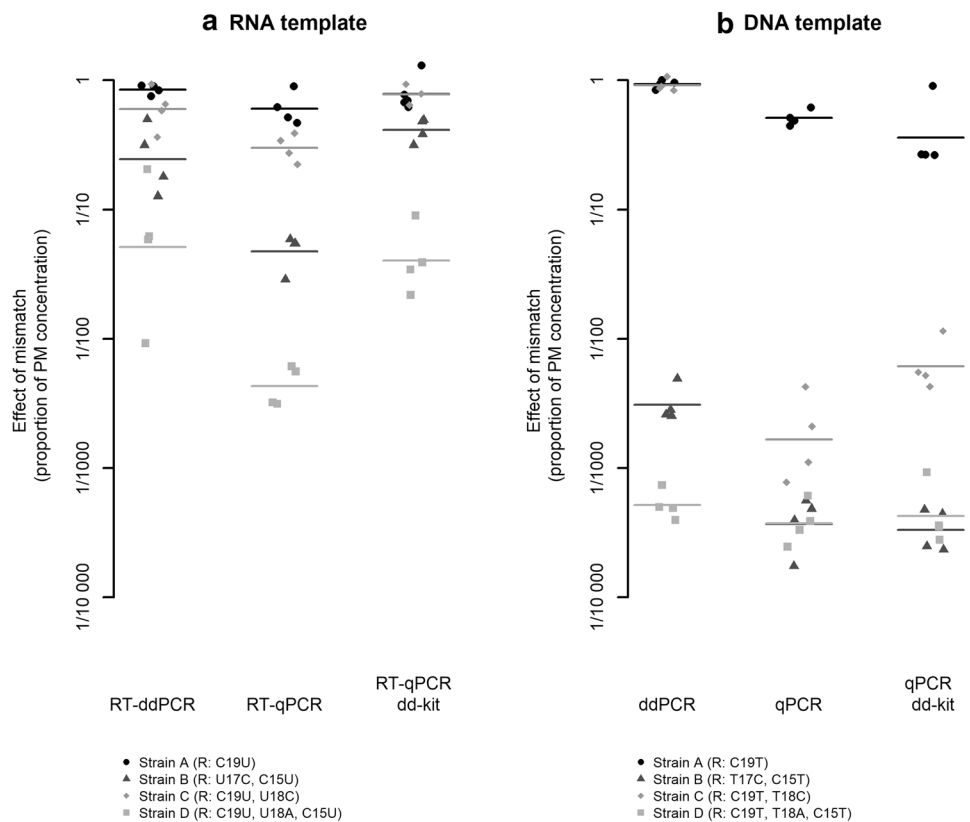 a RNA template
Effect of mismatch
(proportion of PM concentration)
1
1/10
1/100
1/1000
1/10 000
RT-ddPCR
RT-qPCR
RT-qPCR
dd-kit
Strain A (R: C19U)
Strain B (R: U17C, C15U)
Strain C (R: C19U, U18C)
Strain D (R: C19U, U18A, C15U)
b DNA template
Effect of mismatch
(proportion of PM concentration)
1
1/10
1/100
1/1000
1/10 000
ddPCR
qPCR
qPCR
dd-kit
Strain A (R: C19T)
Strain B (R: T17C, C15T)
Strain C (R: C19T, T18C)
Strain D (R: C19T, T18A, C15T)